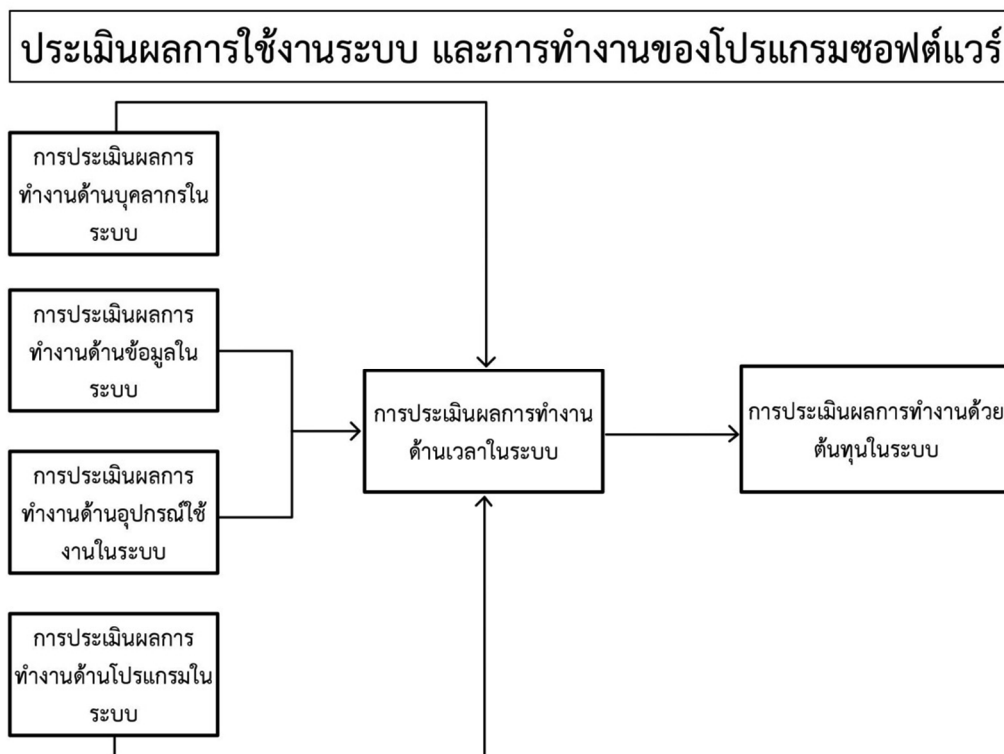 ประเมินผลการใช้งานระบบ และการทำงานของโปรแกรมซอฟต์แวร์
การประเมินผลการ
ทำงานด้านบุคลากรใน
ระบบ
การประเมินผลการ
ทำงานด้านข้อมูลใน
ระบบ
การประเมินผลการ
ทำงานด้านอุปกรณ์ใช้
งานในระบบ
การประเมินผลการ
ทำงานด้านโปรแกรมใน
ระบบ
การประเมินผลการทำงาน
ด้านเวลาในระบบ
การประเมินผลการทำงานด้วย
ต้นทุนในระบบ